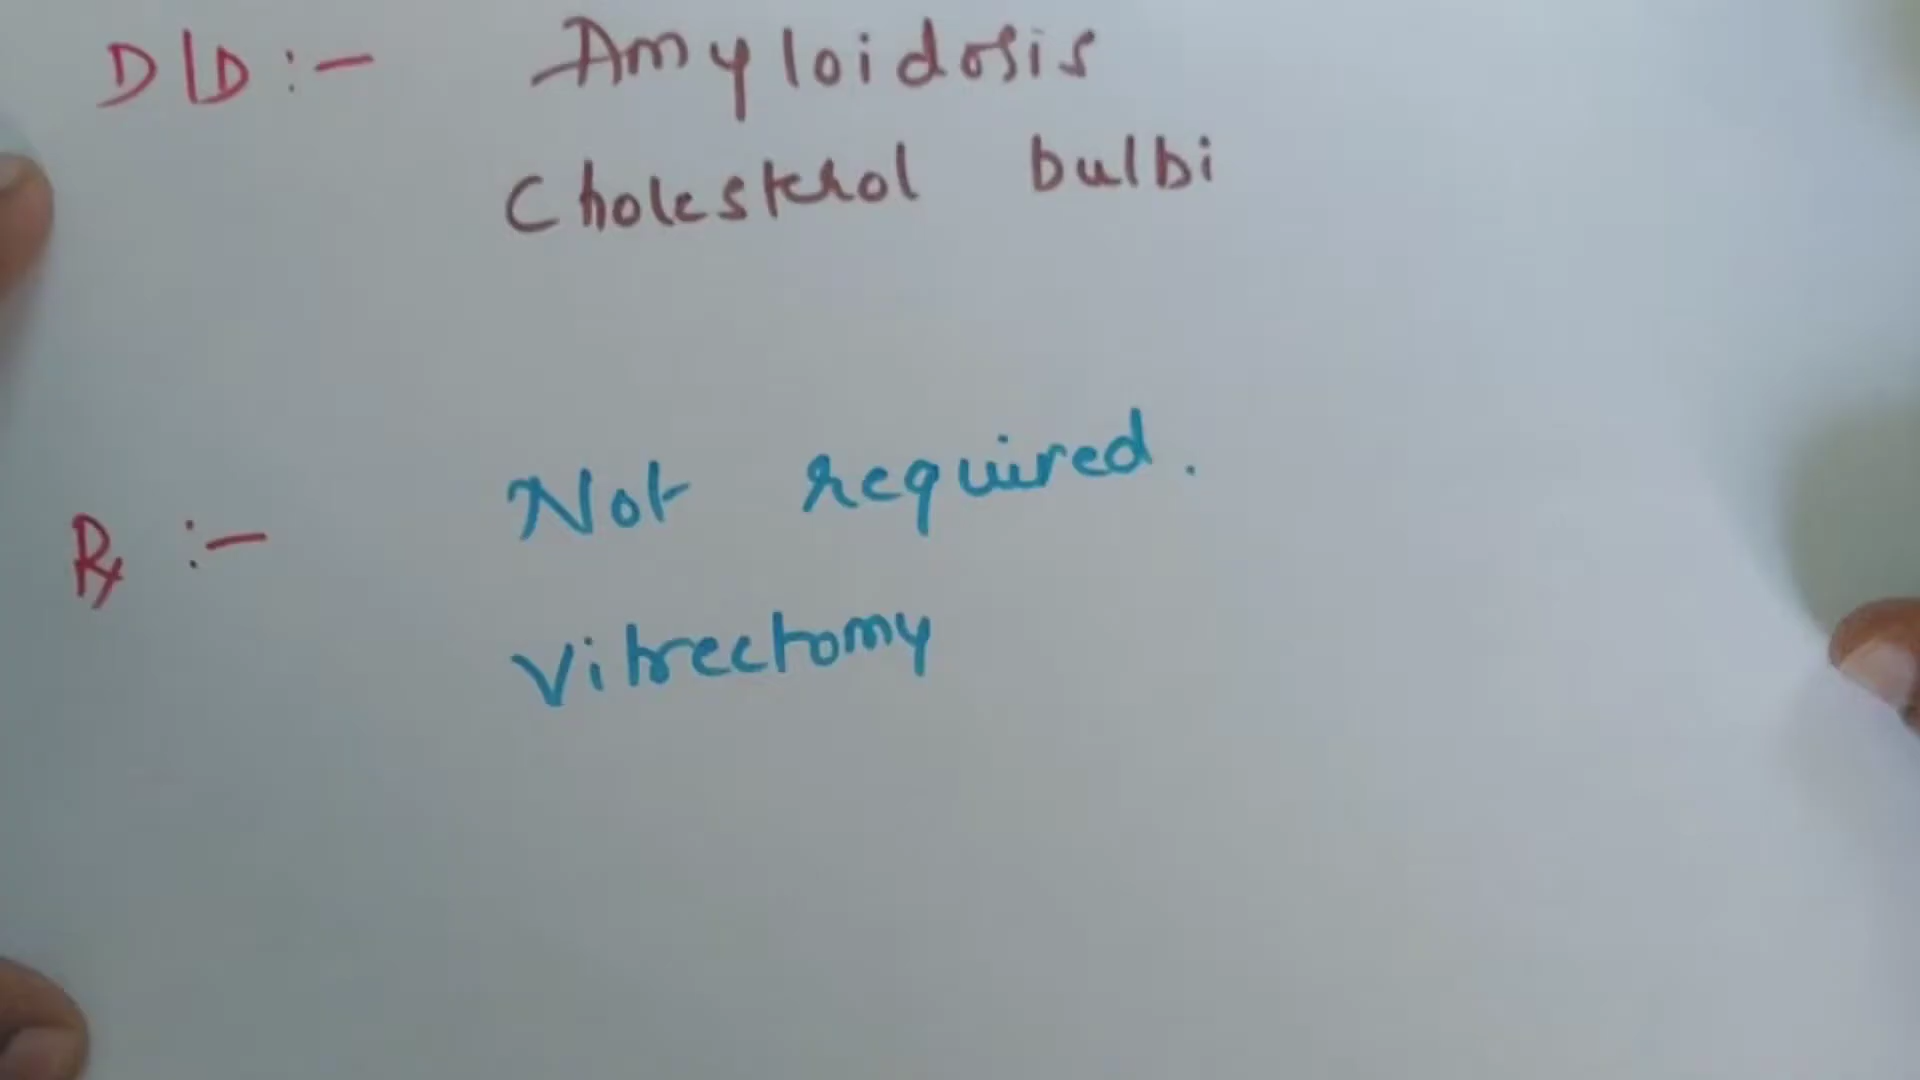 D|D :- Amyloidosis
Cholesterol bulbi
Not required.
Rx :-
Vitrectomy